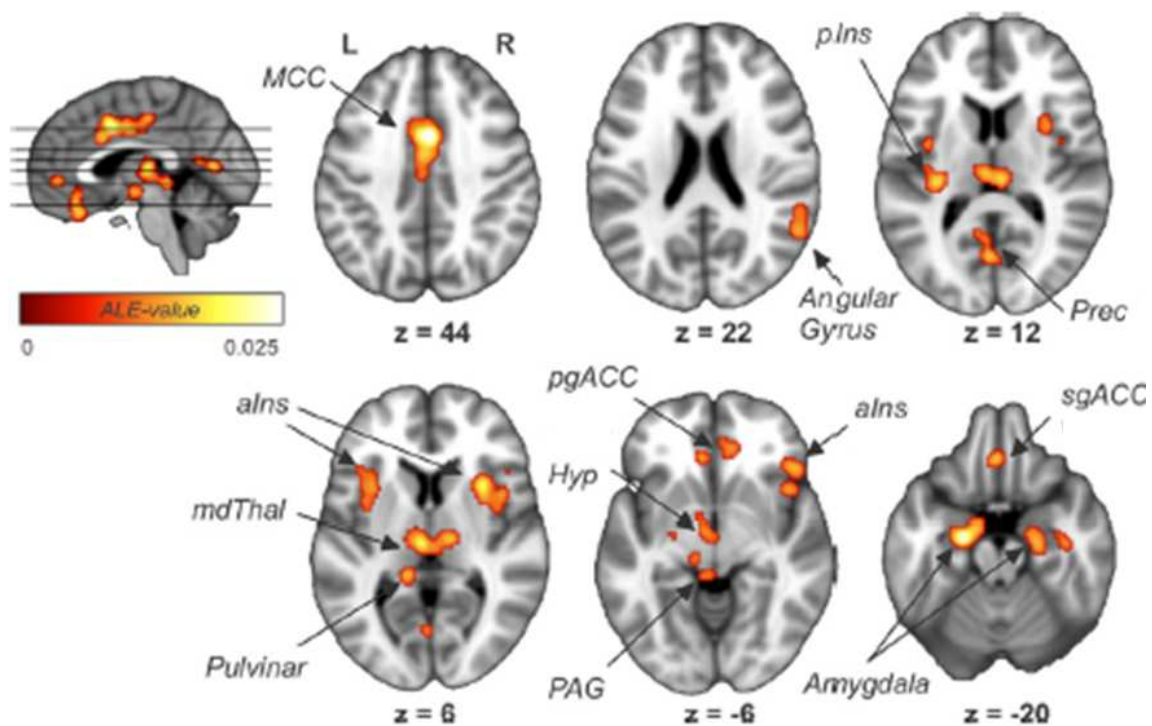 L
R
MCC
pIns
ALE-value
0
0.025
Angular
Gyrus
Prec
z = 44
z = 22
z = 12
aIns
pgACC
aIns
sgACC
Hyp
mdThal
Pulvinar
PAG
Amygdala
z = 6
z = -6
z = -20